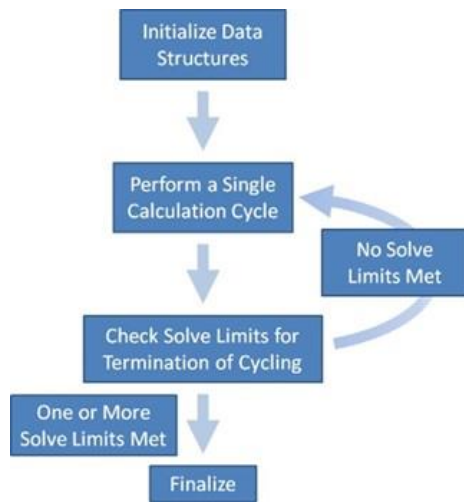 Initialize Data
Structures
Perform a Single
Calculation Cycle
No Solve
Limits Met
Check Solve Limits for
Termination of Cycling
One or More
Solve Limits Met
Finalize